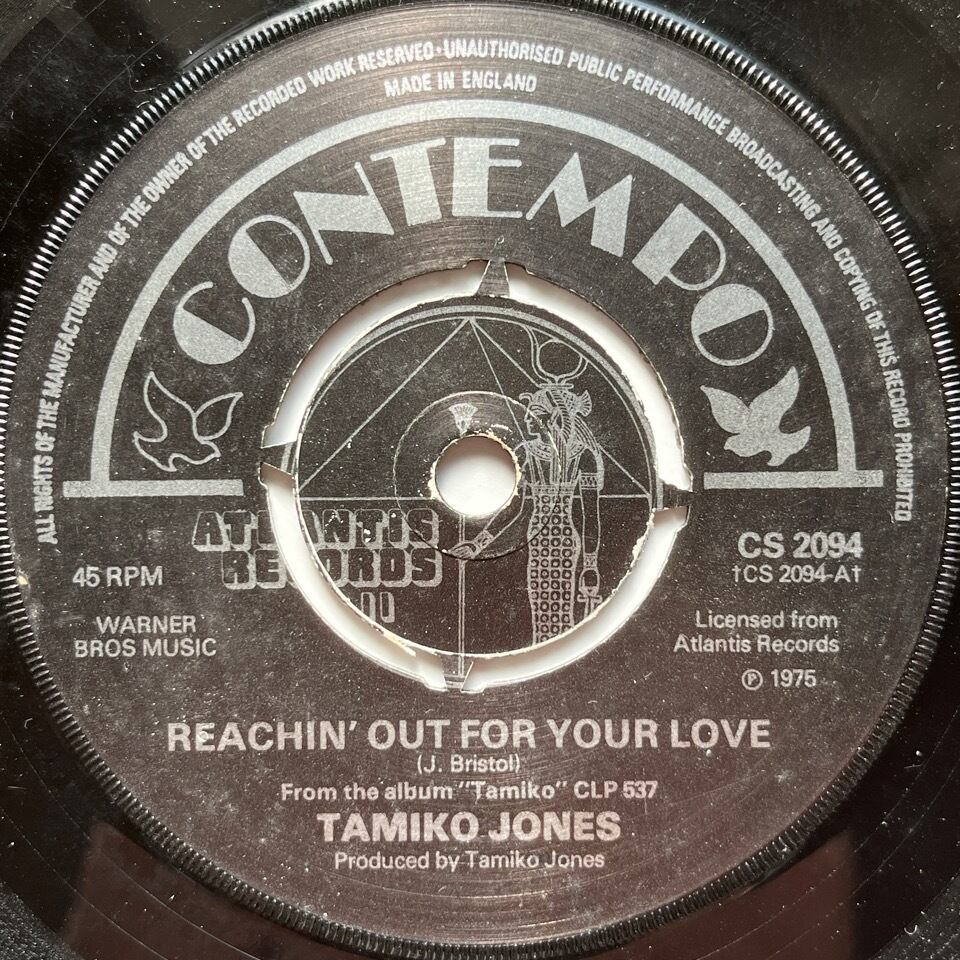 ALL RIGHTS OF THE MANUFACTURER AND OF THE OWNER OF THE RECORDED WORK RESERVED · UNAUTHORISED PUBLIC PERFORMANCE BROADCASTING AND COPYING OF THIS RECORD PROHIBITED
MADE IN ENGLAND
CONTEMPO
ATLANTIS
RECORDS
II
45 RPM
WARNER
BROS MUSIC
CS 2094
†CS 2094-A†
Licensed from
Atlantis Records
℗ 1975
REACHIN' OUT FOR YOUR LOVE
(J. Bristol)
From the album "Tamiko" CLP 537
TAMIKO JONES
Produced by Tamiko Jones